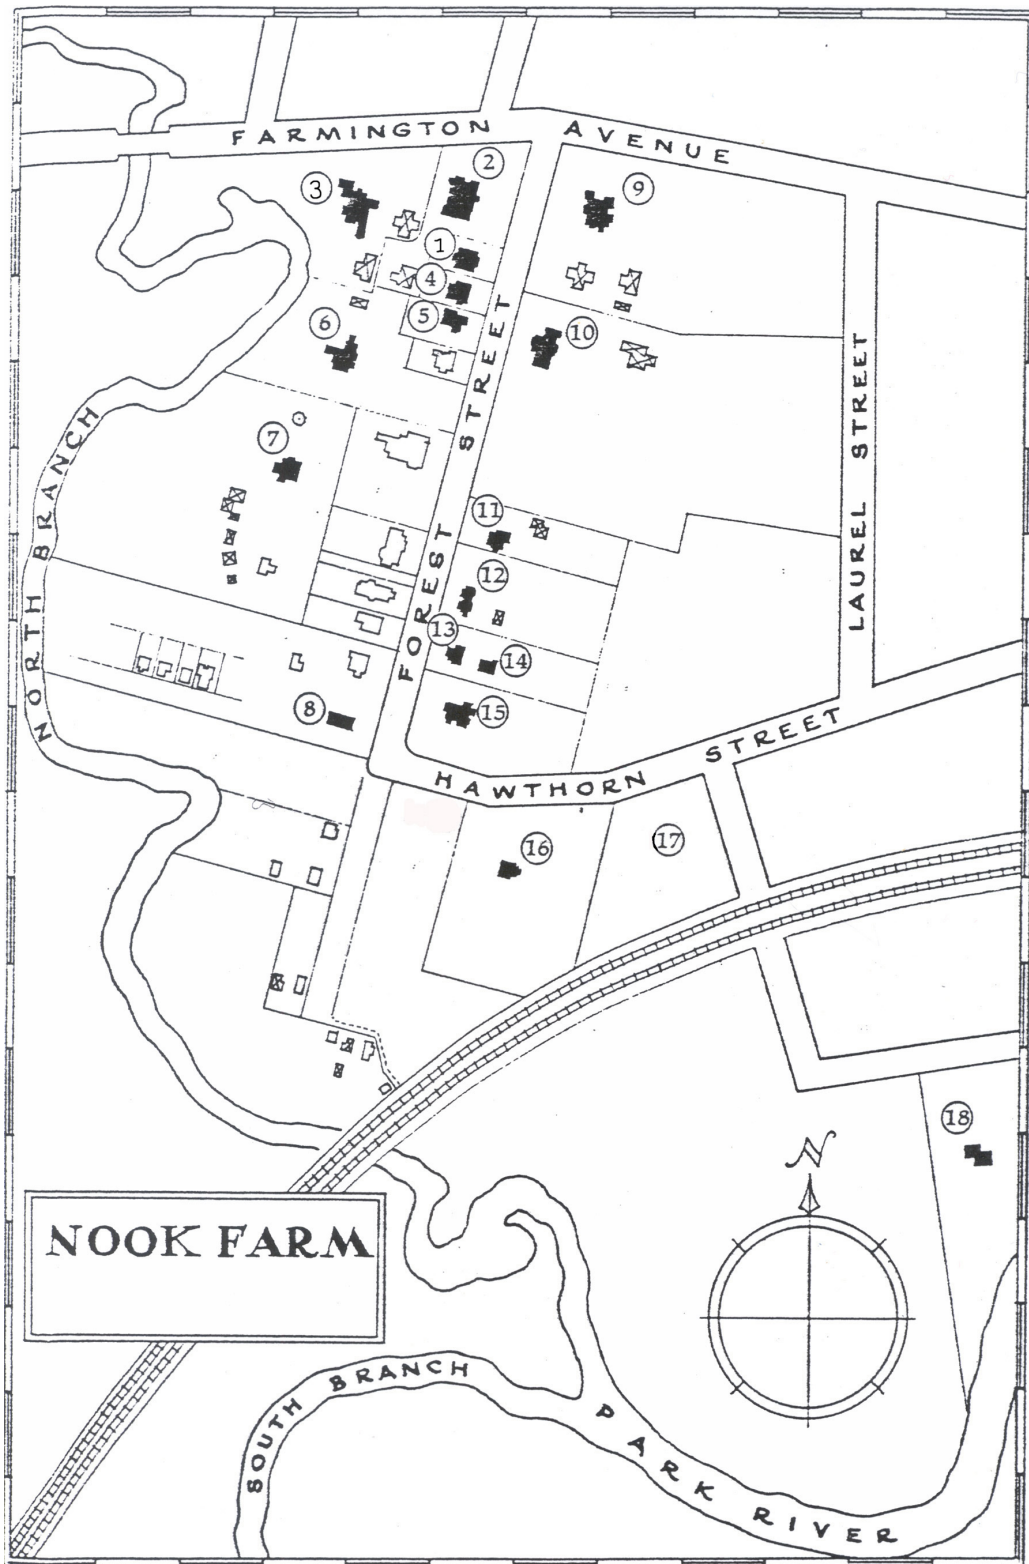 FARMINGTON AVENUE
2
3
9
1
4
5
6
10
FOREST STREET
LAUREL STREET
7
NORTH BRANCH
11
12
13
14
8
15
HAWTHORN STREET
16
17
18
N
NOOK FARM
SOUTH BRANCH
PARK RIVER